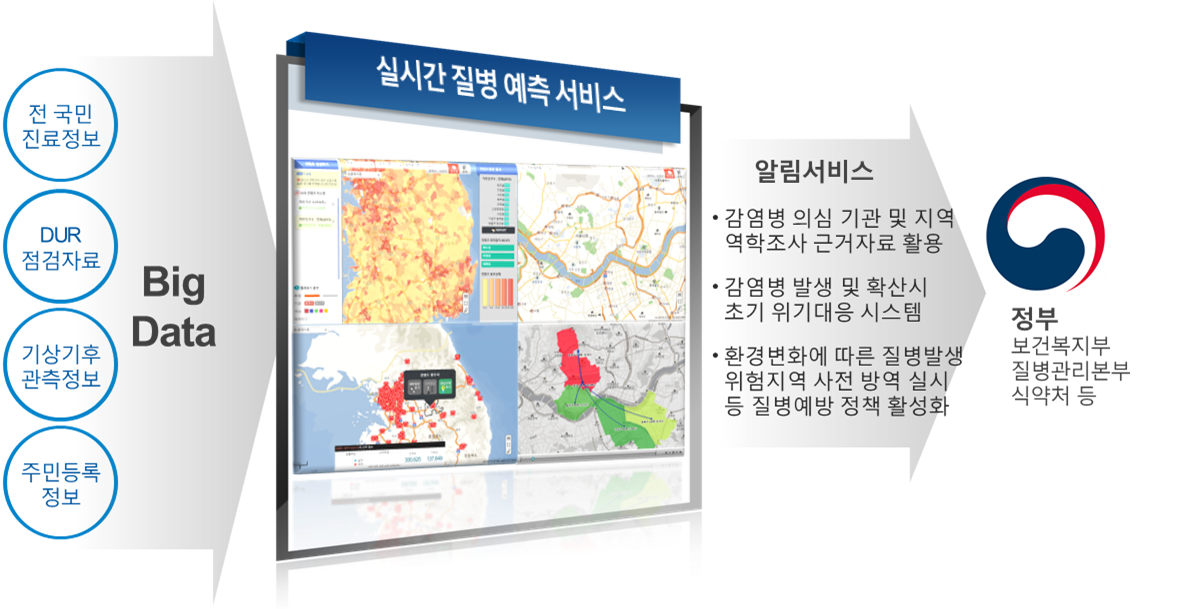 전 국민
진료정보
DUR
점검자료
기상기후
관측정보
주민등록
정보
Big
Data
실시간 질병 예측 서비스
알림서비스
• 감염병 의심 기관 및 지역
역학조사 근거자료 활용
• 감염병 발생 및 확산시
초기 위기대응 시스템
• 환경변화에 따른 질병발생
위험지역 사전 방역 실시
등 질병예방 정책 활성화
정부
보건복지부
질병관리본부
식약처 등